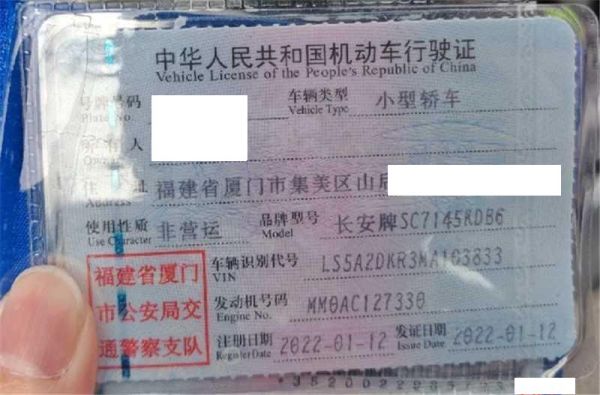 中华人民共和国机动车行驶证
Vehicle License of the People's Republic of China
号牌号码 车辆类型 小型轿车
Plate No. Vehicle Type
所有人
住 址 福建省厦门市集美区山后
使用性质 非营运 品牌型号 长安牌SC7145KDB6
Use Character Model
福建省厦门 车辆识别代号 LS5A2DKR3MA103833
VIN
市公安局交 发动机号码 MM0AC127330
Engine No.
通警察支队 注册日期 2022-01-12 发证日期 2022-01-12
Register Date Issue Date